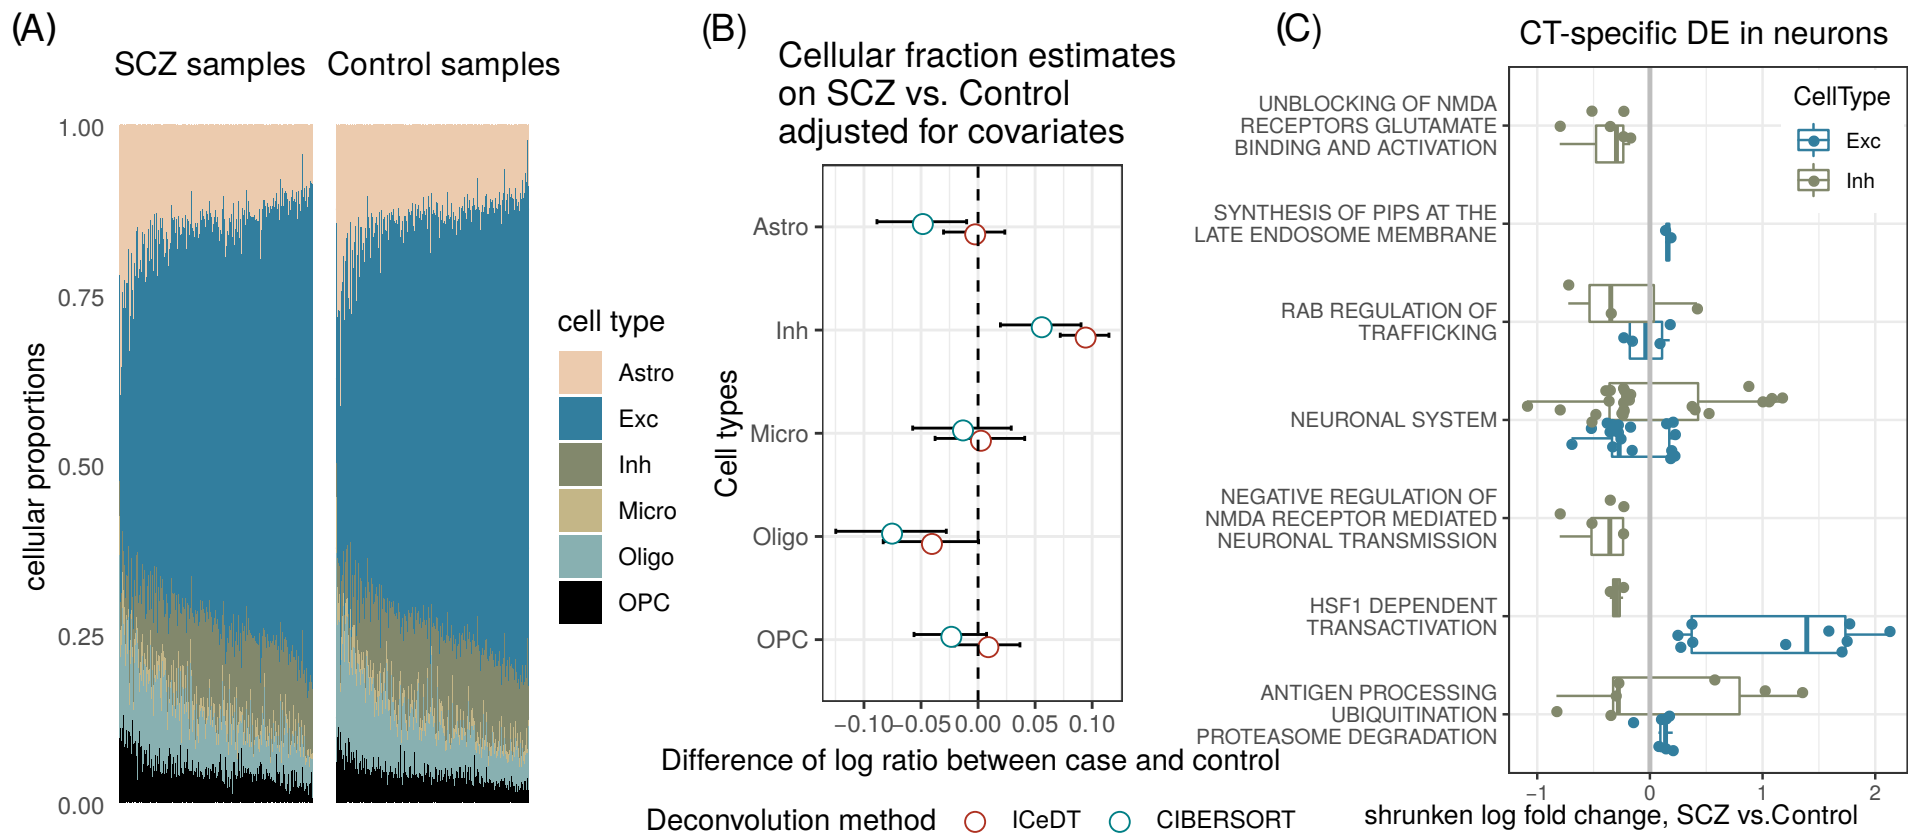 (A)
SCZ samples
Control samples
1.00
0.75
0.50
0.25
0.00
cellular proportions
cell type
Astro
Exc
Inh
Micro
Oligo
OPC
(B)
Cellular fraction estimates
on SCZ vs. Control
adjusted for covariates
Cell types
Astro
Inh
Micro
Oligo
OPC
−0.10
−0.05
0.00
0.05
0.10
Difference of log ratio between case and control
Deconvolution method
ICeDT
CIBERSORT
(C)
CT-specific DE in neurons
CellType
Exc
Inh
UNBLOCKING OF NMDA
RECEPTORS GLUTAMATE
BINDING AND ACTIVATION
SYNTHESIS OF PIPS AT THE
LATE ENDOSOME MEMBRANE
RAB REGULATION OF
TRAFFICKING
NEURONAL SYSTEM
NEGATIVE REGULATION OF
NMDA RECEPTOR MEDIATED
NEURONAL TRANSMISSION
HSF1 DEPENDENT
TRANSACTIVATION
ANTIGEN PROCESSING
UBIQUITINATION
PROTEASOME DEGRADATION
−1
0
1
2
shrunken log fold change, SCZ vs.Control